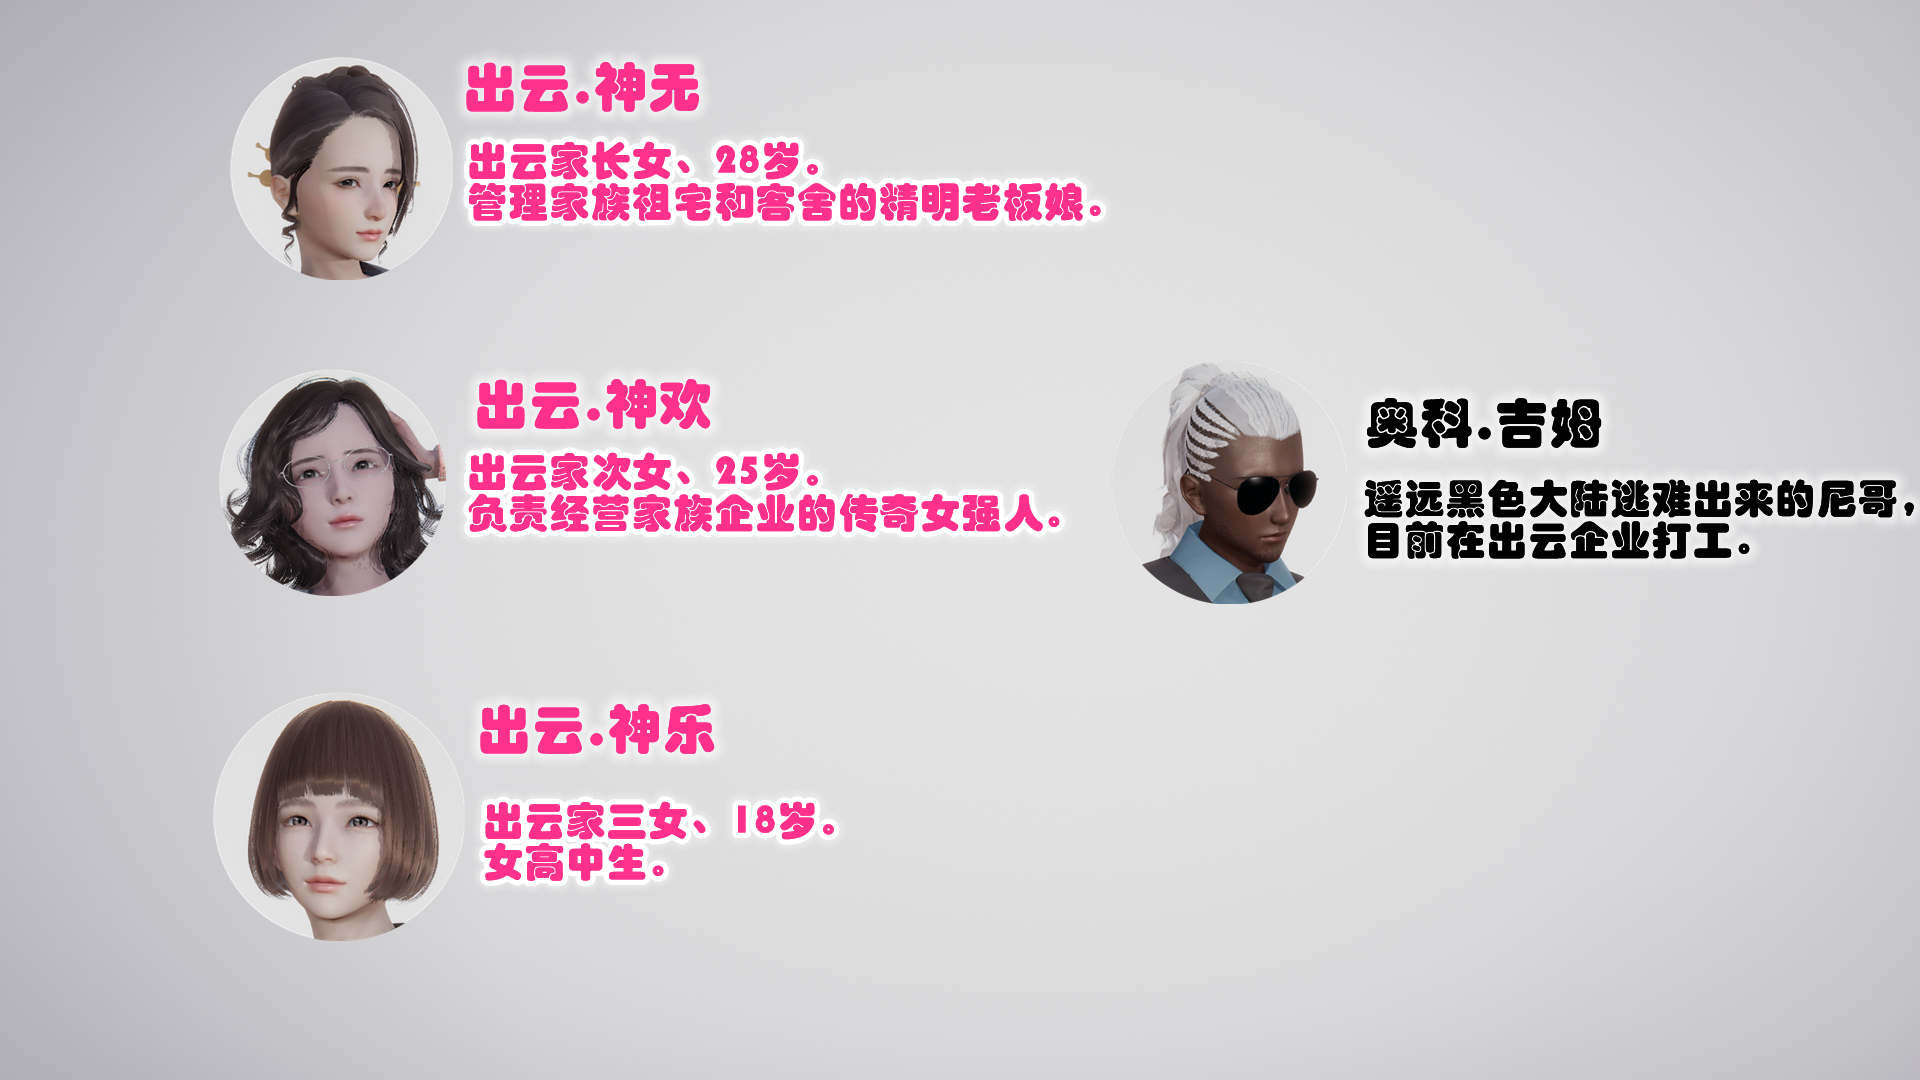 出云.神无
出云家长女、28岁。
管理家族祖宅和客舍的精明老板娘。
出云.神欢
出云家次女、25岁。
负责经营家族企业的传奇女强人。
奥科.吉姆
遥远黑色大陆逃难出来的尼哥，
目前在出云企业打工。
出云.神乐
出云家三女、18岁。
女高中生。